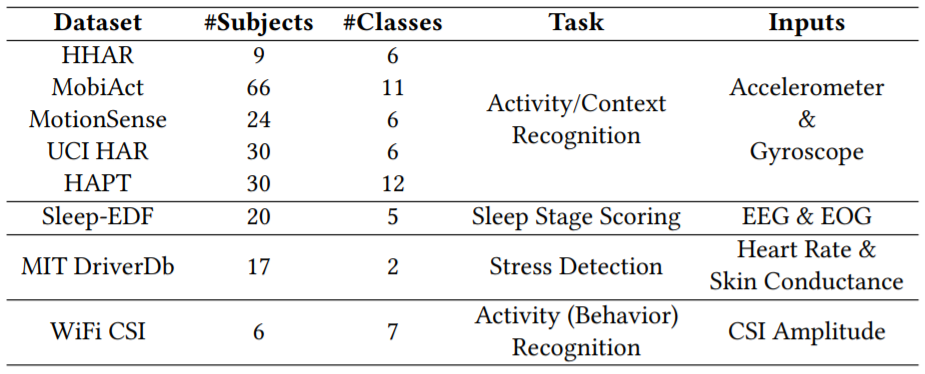 Dataset #Subjects #Classes Task Inputs
HHAR 9 6
MobiAct 66 11
MotionSense 24 6
UCI HAR 30 6
HAPT 30 12
Activity/Context
Recognition
Accelerometer
&
Gyroscope
Sleep-EDF 20 5 Sleep Stage Scoring EEG & EOG
MIT DriverDb 17 2 Stress Detection
Heart Rate &
Skin Conductance
WiFi CSI 6 7
Activity (Behavior)
Recognition
CSI Amplitude